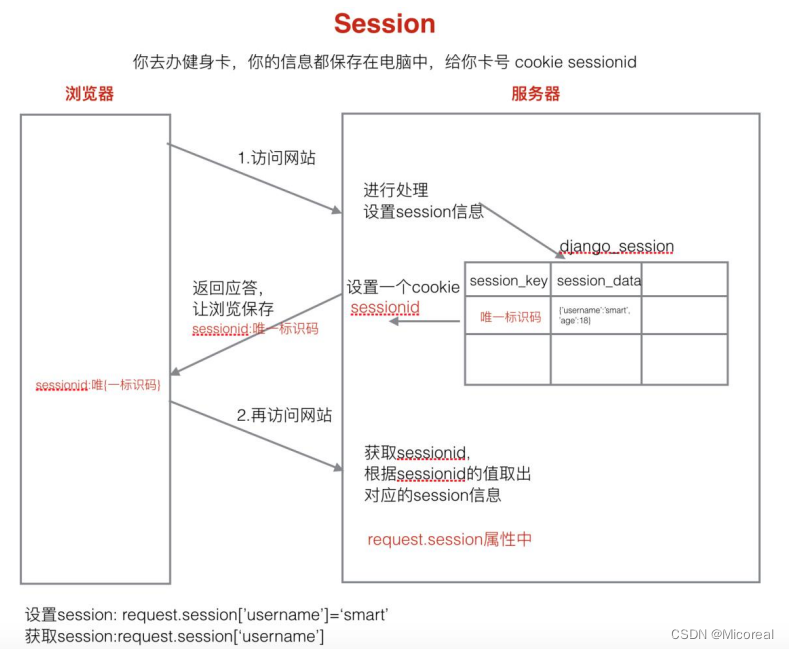 Session
你去办健身卡，你的信息都保存在电脑中，给你卡号 cookie sessionid
浏览器
服务器
1.访问网站
进行处理
设置session信息
django_session
session_key
session_data
唯一标识码
{'username':'smart',
'age':18}
设置一个cookie
sessionid
返回应答，
让浏览保存
sessionid:唯一标识码
sessionid:唯{一标识码}
2.再访问网站
获取sessionid,
根据sessionid的值取出
对应的session信息
request.session属性中
设置session: request.session['username']=‘smart’
获取session:request.session[‘username’]
CSDN @Micoreal